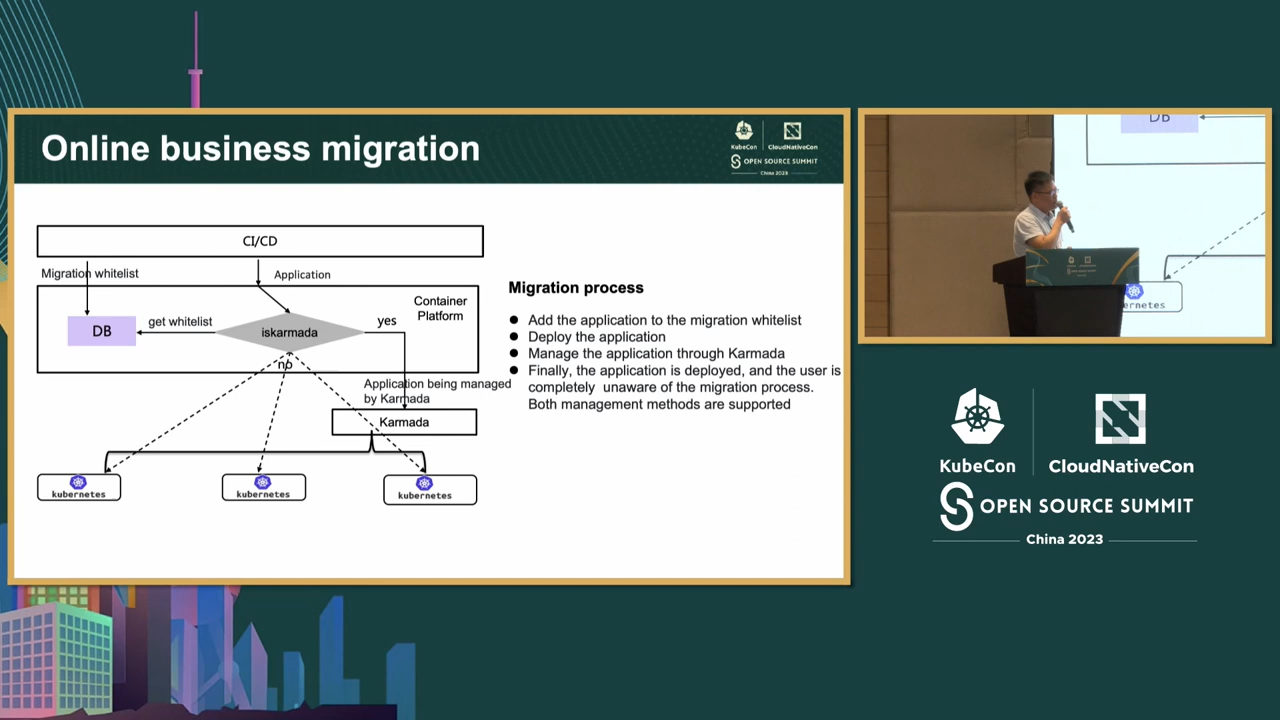 Online business migration
KubeCon
CloudNativeCon
OPEN SOURCE SUMMIT
China 2023
CI/CD
Migration whitelist
Application
Container
Platform
DB
get whitelist
iskarmada
yes
no
Application being managed
by Karmada
Karmada
kubernetes
kubernetes
kubernetes
Migration process
● Add the application to the migration whitelist
● Deploy the application
● Manage the application through Karmada
● Finally, the application is deployed, and the user is
completely unaware of the migration process.
Both management methods are supported
DB
ernetes
KubeCon
CloudNativeCon
OPEN SOURCE SUMMIT
China 2023